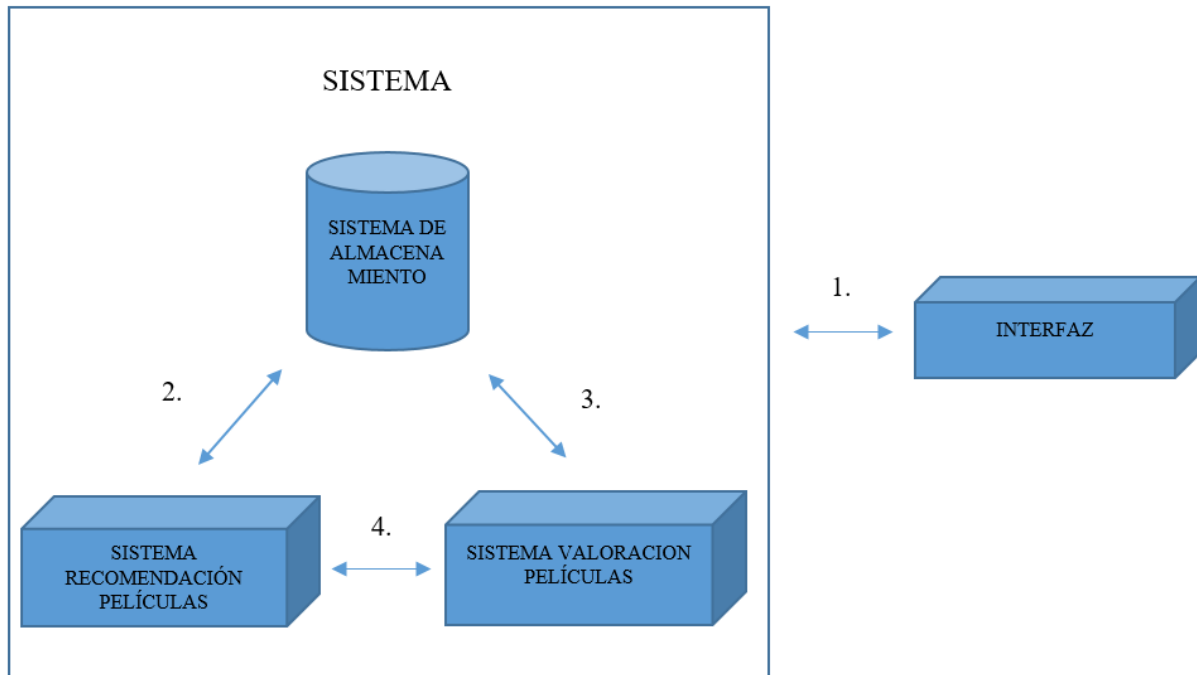 SISTEMA
SISTEMA DE
ALMACENA
MIENTO
1.
INTERFAZ
2.
3.
4.
SISTEMA
RECOMENDACIÓN
PELÍCULAS
SISTEMA VALORACION
PELÍCULAS